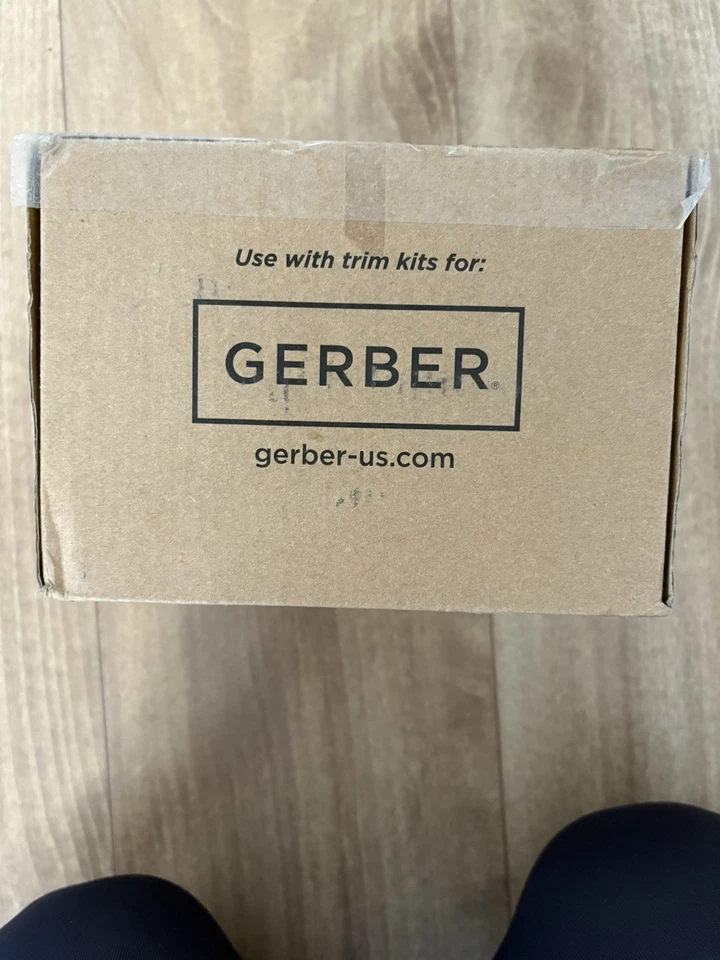 Use with trim kits for:
GERBER®
gerber-us.com